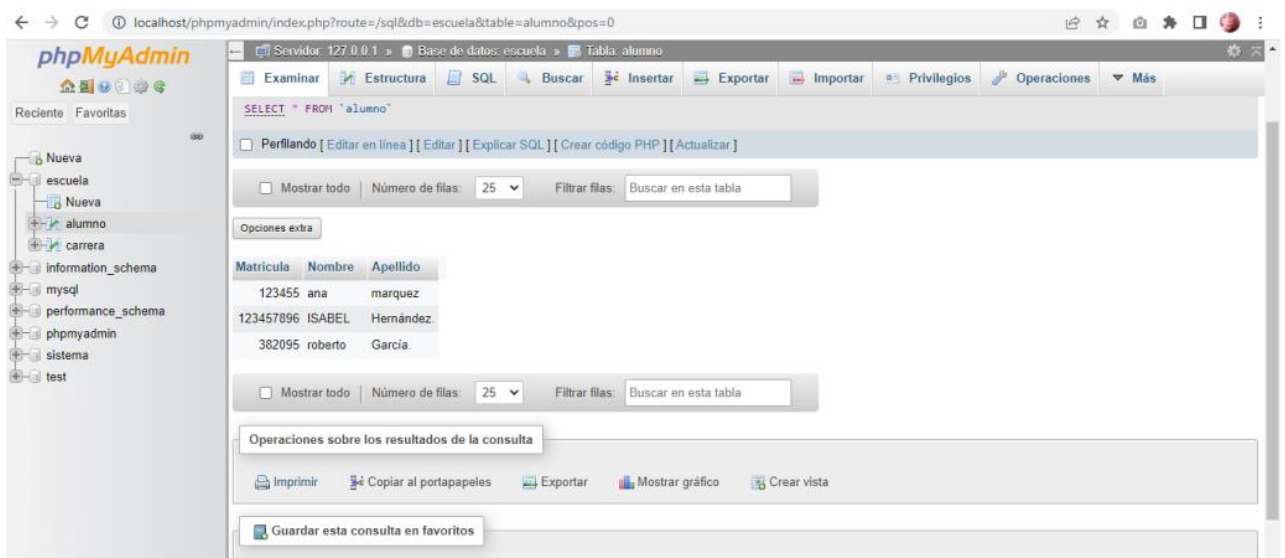 localhost/phpmyadmin/index.php?route=/sql&db=escuela&table=alumno&pos=0
phpMyAdmin
Reciente Favoritas
Nueva
escuela
Nueva
alumno
carrera
information_schema
mysql
performance_schema
phpmyadmin
sistema
test
Servidor: 127.0.0.1 » Base de datos: escuela » Tabla: alumno
Examinar Estructura SQL Buscar Insertar Exportar Importar Privilegios Operaciones Más
SELECT * FROM `alumno`
Perfilando [ Editar en línea ] [ Editar ] [ Explicar SQL ] [ Crear código PHP ] [ Actualizar ]
Mostrar todo Número de filas: 25 Filtrar filas: Buscar en esta tabla
Opciones extra
Matricula Nombre Apellido
123455 ana marquez
123457896 ISABEL Hernández.
382095 roberto García.
Mostrar todo Número de filas: 25 Filtrar filas: Buscar en esta tabla
Operaciones sobre los resultados de la consulta
Imprimir Copiar al portapapeles Exportar Mostrar gráfico Crear vista
Guardar esta consulta en favoritos